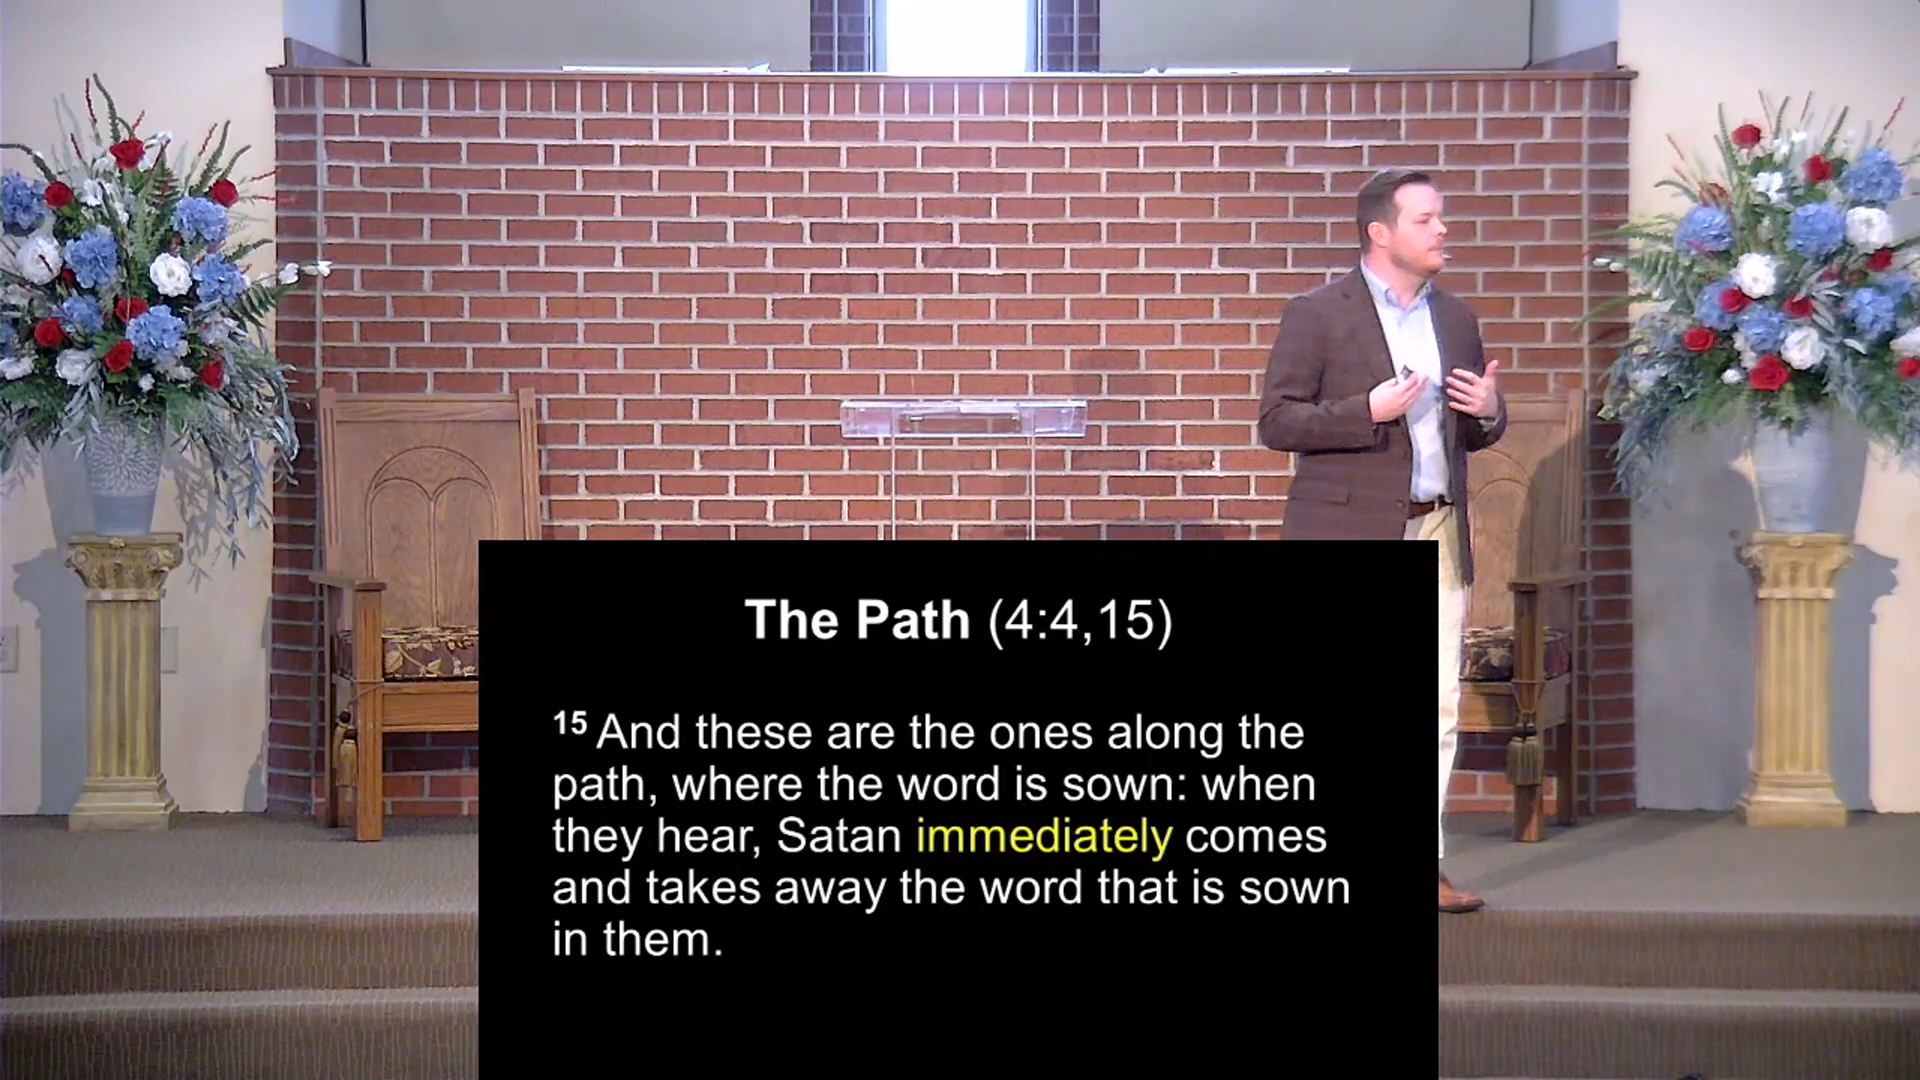 The Path (4:4,15)
15 And these are the ones along the
path, where the word is sown: when
they hear, Satan immediately comes
and takes away the word that is sown
in them.